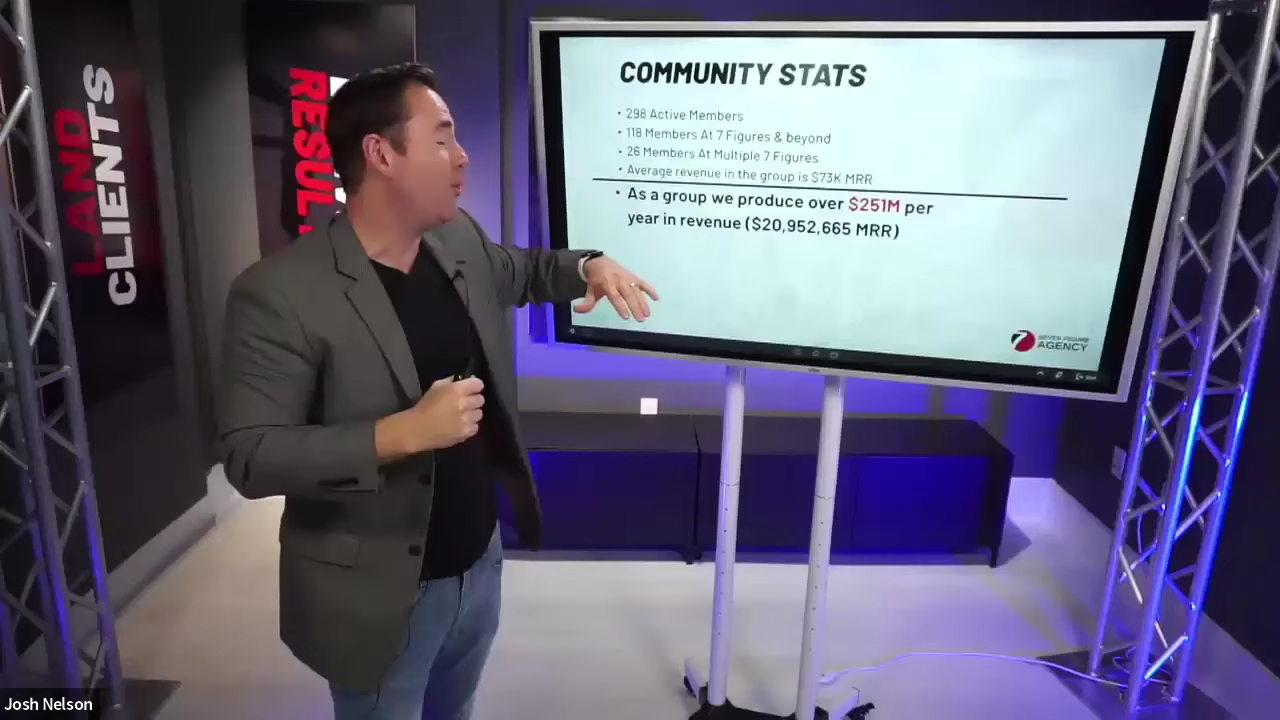 LAND
CLIENTS
COMMUNITY STATS
• 298 Active Members
• 118 Members At 7 Figures & beyond
• 26 Members At Multiple 7 Figures
• Average revenue in the group is $73K MRR
• As a group we produce over $251M per
year in revenue ($20,952,665 MRR)
SEVEN FIGURE
AGENCY
Josh Nelson